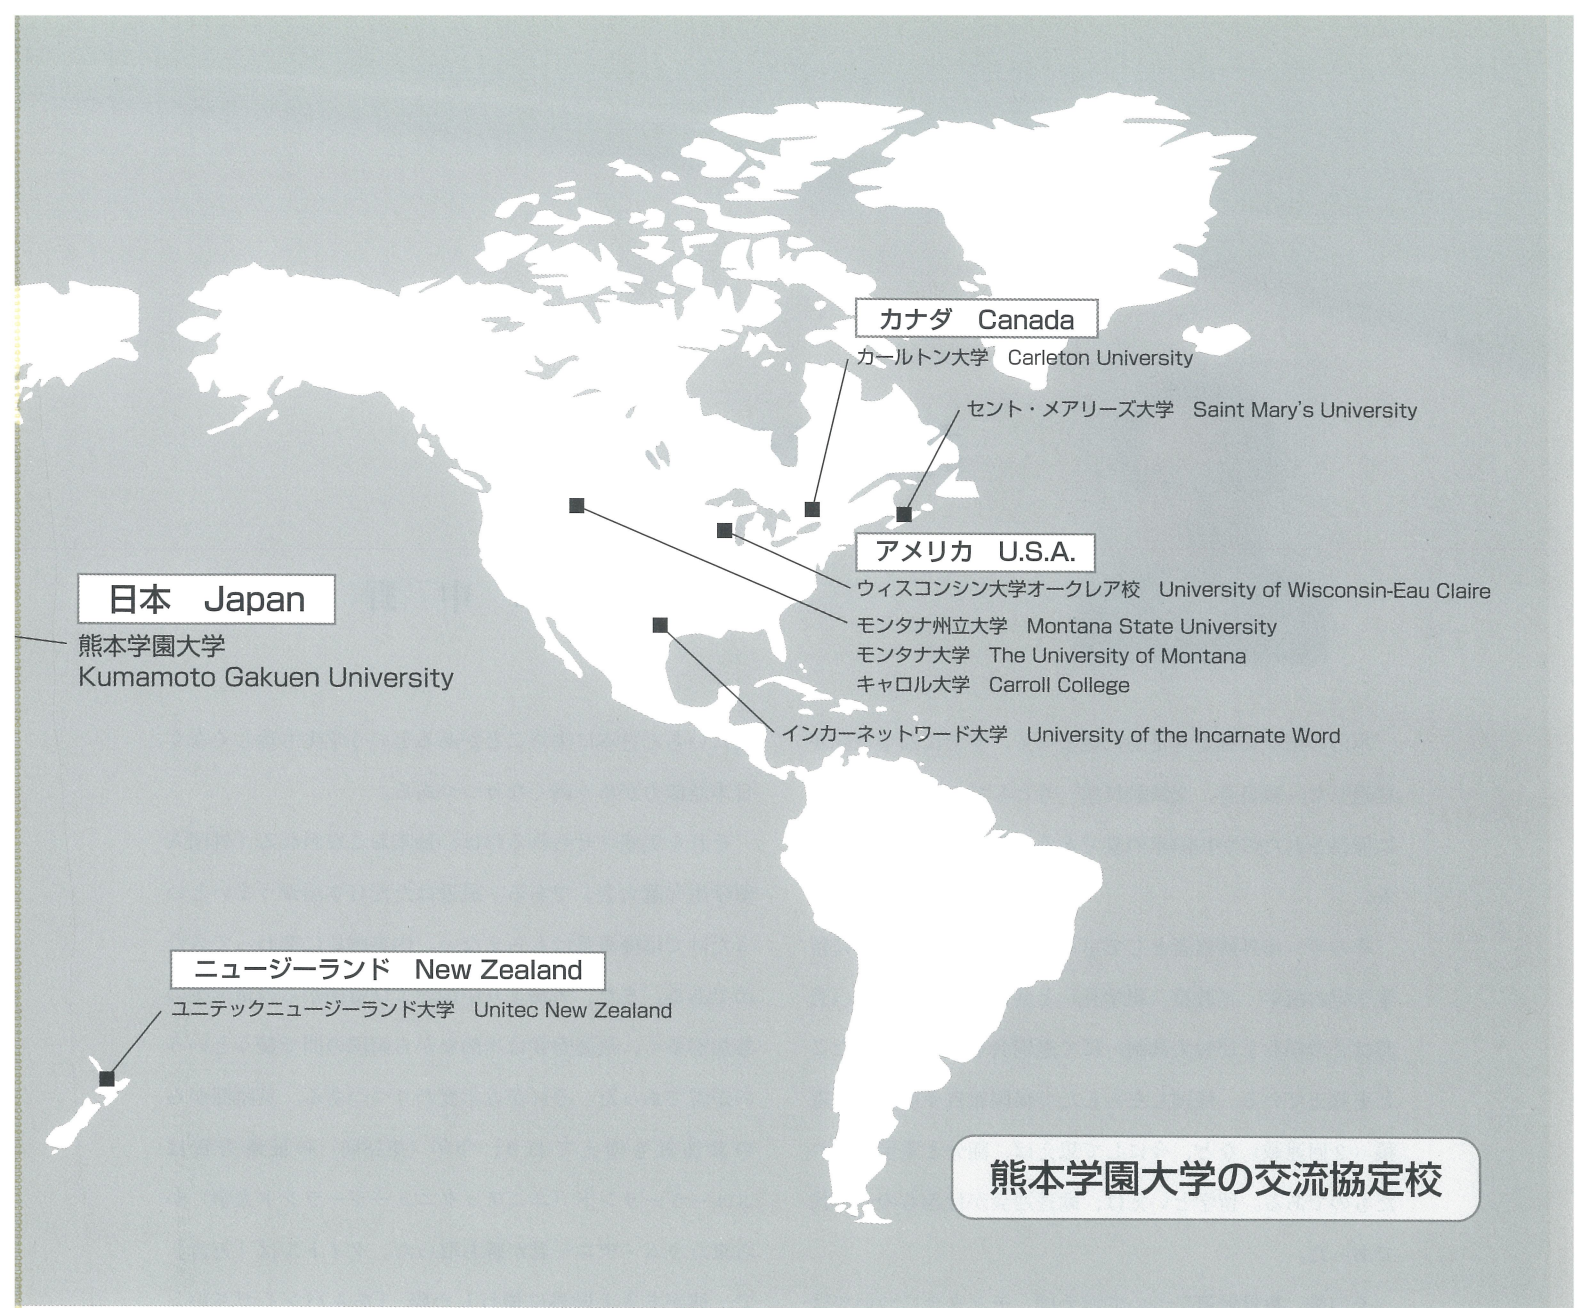 カナダ　Canada
カールトン大学　Carleton University
セント・メアリーズ大学　Saint Mary's University
アメリカ　U.S.A.
ウィスコンシン大学オークレア校　University of Wisconsin-Eau Claire
モンタナ州立大学　Montana State University
モンタナ大学　The University of Montana
キャロル大学　Carroll College
インカーネットワード大学　University of the Incarnate Word
日本　Japan
熊本学園大学
Kumamoto Gakuen University
ニュージーランド　New Zealand
ユニテックニュージーランド大学　Unitec New Zealand
熊本学園大学の交流協定校